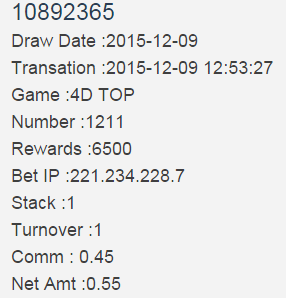 10892365
Draw Date :2015-12-09
Transation :2015-12-09 12:53:27
Game :4D TOP
Number :1211
Rewards :6500
Bet IP :221.234.228.7
Stack :1
Turnover :1
Comm : 0.45
Net Amt :0.55